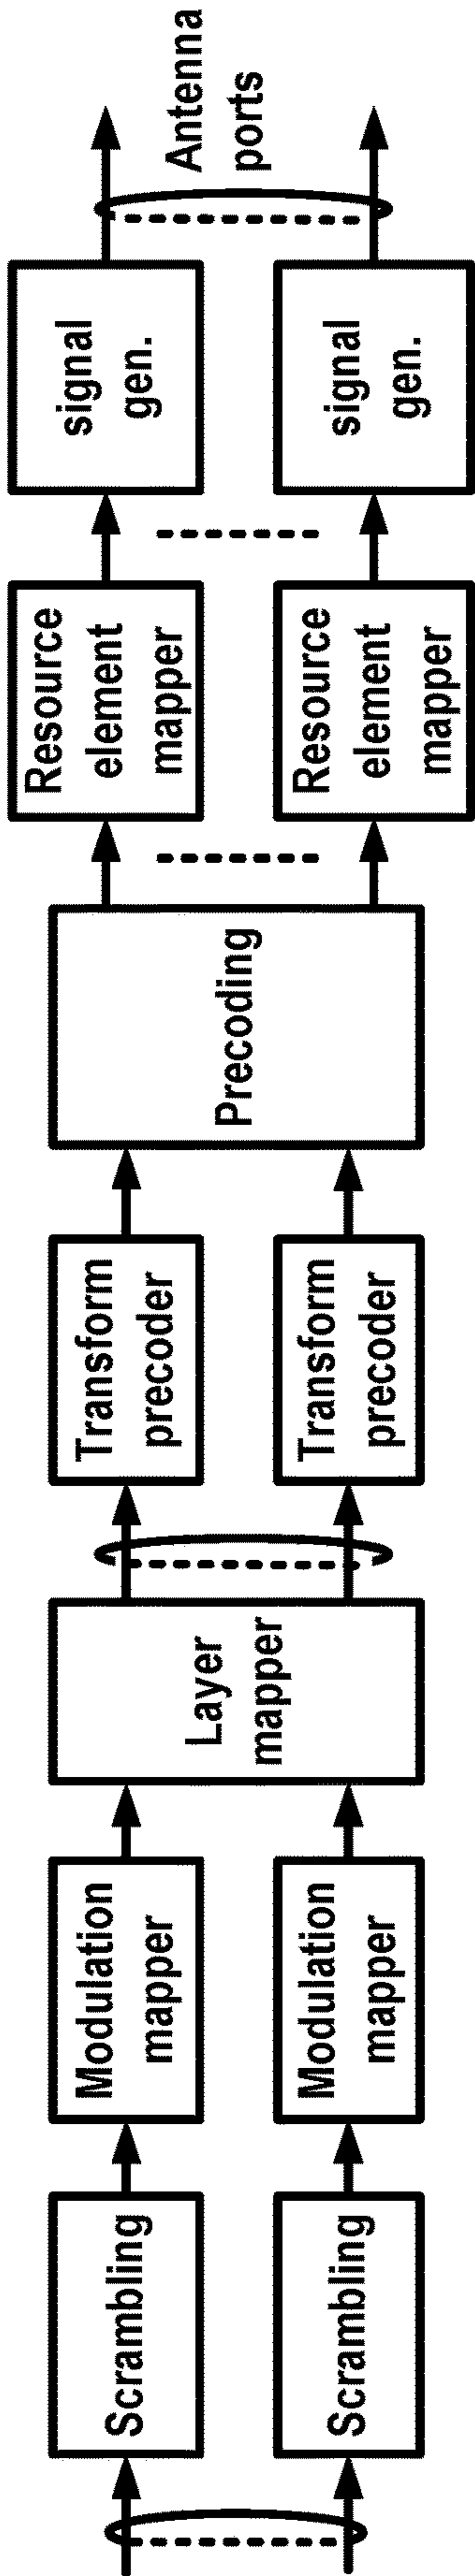 Scrambling
Scrambling
Modulation
mapper
Modulation
mapper
Layer
mapper
Transform
precoder
Transform
precoder
Precoding
Resource
element
mapper
Resource
element
mapper
signal
gen.
signal
gen.
Antenna
ports